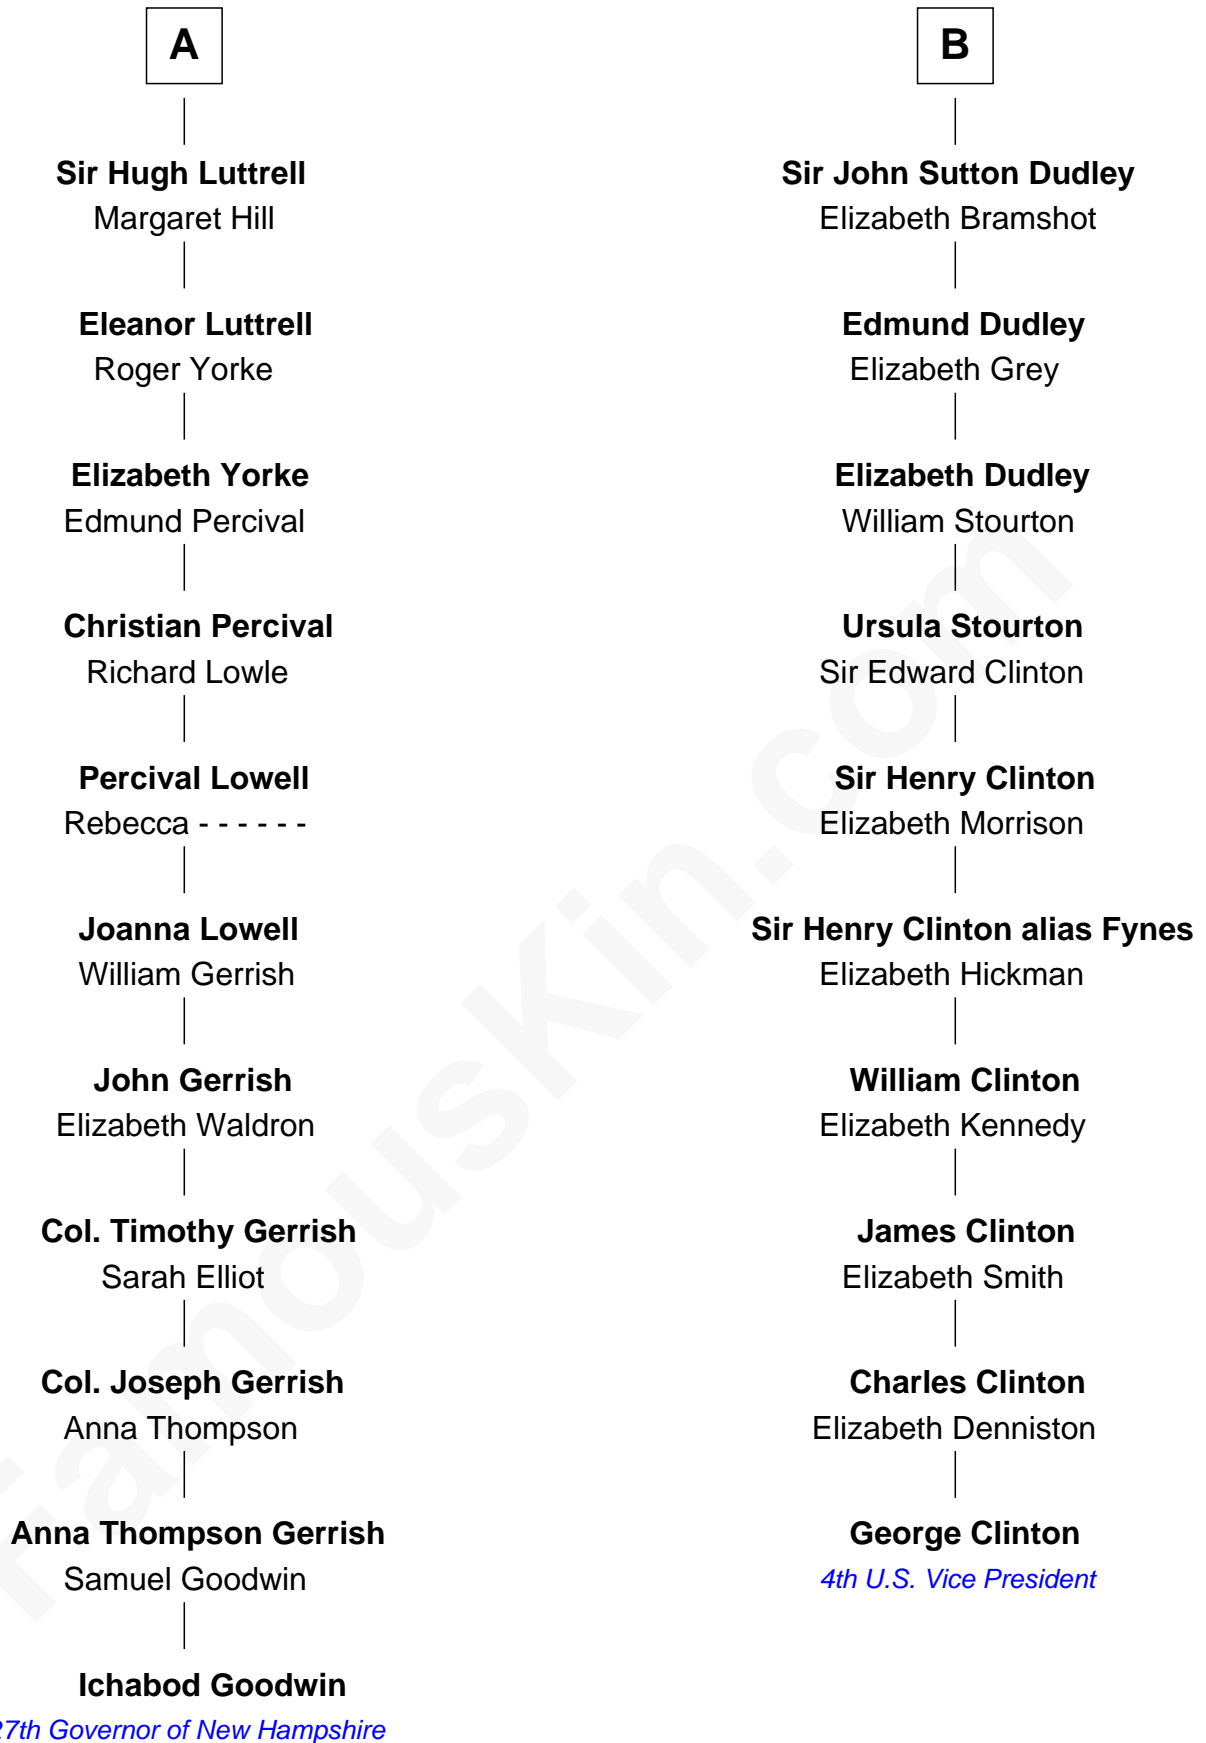 A
Sir Hugh Luttrell
Margaret Hill
Eleanor Luttrell
Roger Yorke
Elizabeth Yorke
Edmund Percival
Christian Percival
Richard Lowle
Percival Lowell
Rebecca - - - - - -
Joanna Lowell
William Gerrish
John Gerrish
Elizabeth Waldron
Col. Timothy Gerrish
Sarah Elliot
Col. Joseph Gerrish
Anna Thompson
Anna Thompson Gerrish
Samuel Goodwin
Ichabod Goodwin
27th Governor of New Hampshire
B
Sir John Sutton Dudley
Elizabeth Bramshot
Edmund Dudley
Elizabeth Grey
Elizabeth Dudley
William Stourton
Ursula Stourton
Sir Edward Clinton
Sir Henry Clinton
Elizabeth Morrison
Sir Henry Clinton alias Fynes
Elizabeth Hickman
William Clinton
Elizabeth Kennedy
James Clinton
Elizabeth Smith
Charles Clinton
Elizabeth Denniston
George Clinton
4th U.S. Vice President
FamousKin.com